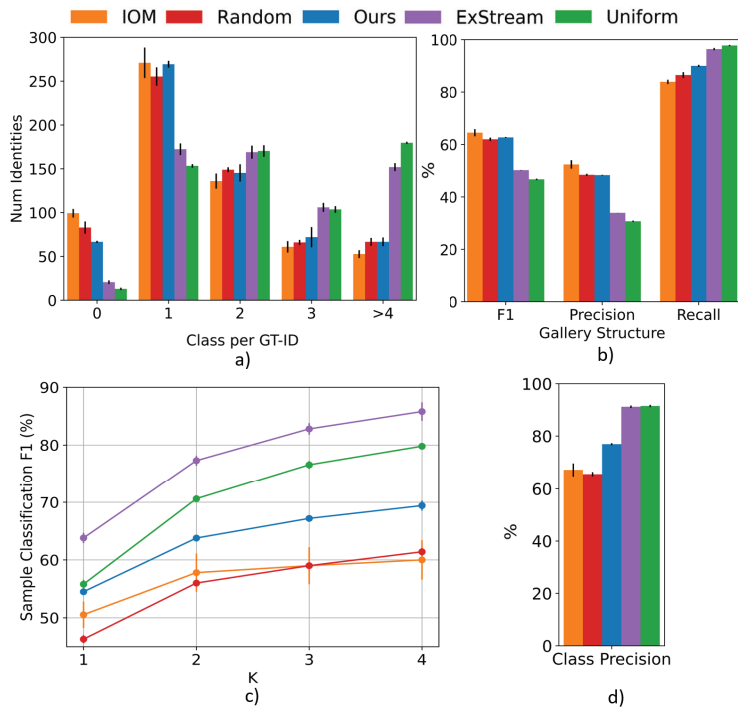 IOM Random Ours ExStream Uniform
300
250
200
150
100
50
0
Num Identities
0 1 2 3 >4
Class per GT-ID
a)
100
80
60
40
20
0
%
F1 Precision Recall
Gallery Structure
b)
90
80
70
60
50
Sample Classification F1 (%)
1 2 3 4
K
c)
100
80
60
40
20
0
%
Class Precision
d)